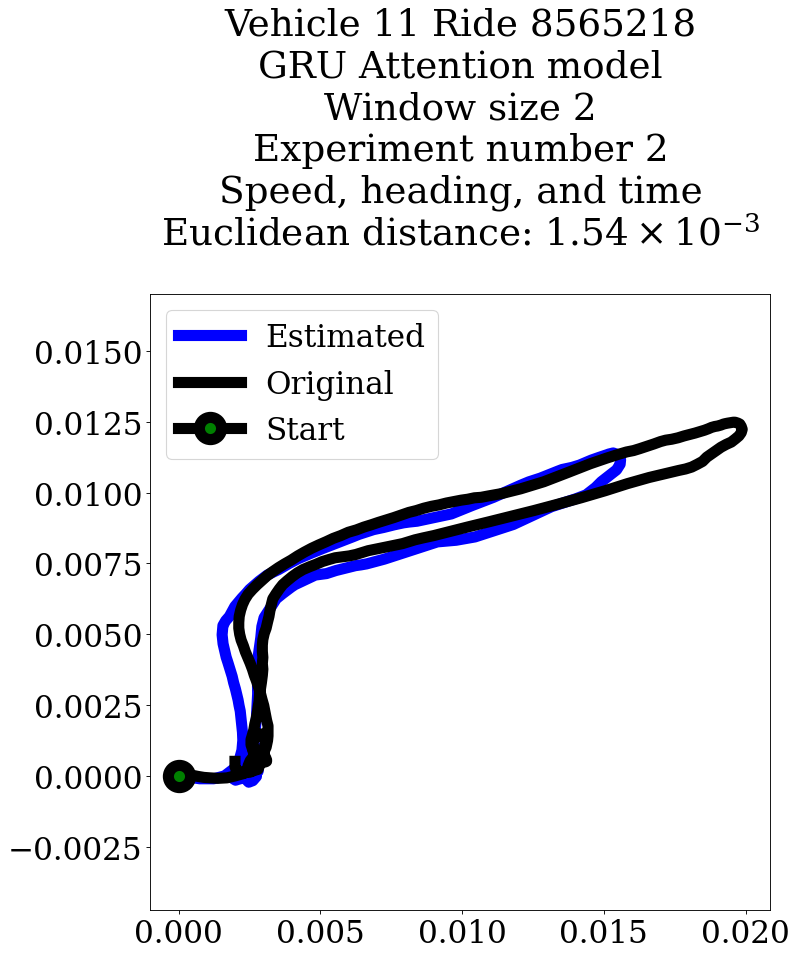 Vehicle 11 Ride 8565218
GRU Attention model
Window size 2
Experiment number 2
Speed, heading, and time
Euclidean distance: 1.54 × 10⁻³
Estimated
Original
Start
0.0150
0.0125
0.0100
0.0075
0.0050
0.0025
0.0000
−0.0025
0.000 0.005 0.010 0.015 0.020